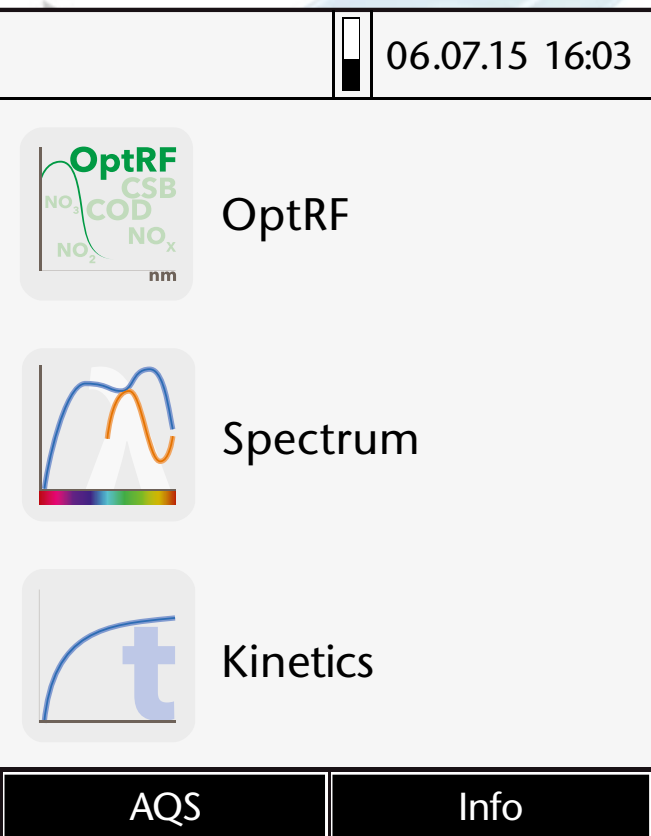 06.07.15 16:03
OptRF
CSB
NO3
COD
NOX
NO2
nm
OptRF
Spectrum
t
Kinetics
AQS
Info